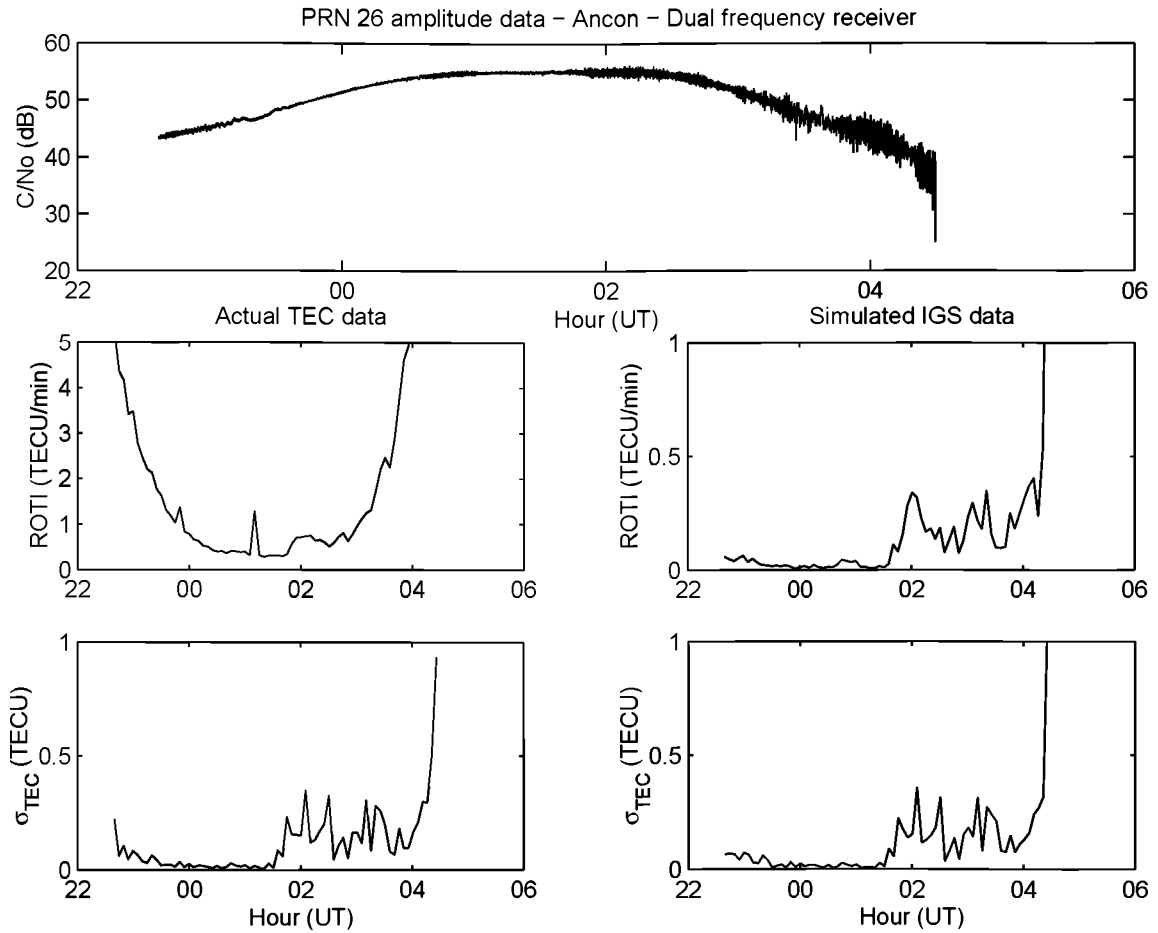 PRN 26 amplitude data – Ancon – Dual frequency receiver
C/No (dB)
60
50
40
30
20
22 00 02 04 06
Hour (UT)
Actual TEC data
ROTI (TECU/min)
5
4
3
2
1
0
22 00 02 04 06
Simulated IGS data
ROTI (TECU/min)
1
0.5
0
22 00 02 04 06
σTEC (TECU)
1
0.5
0
22 00 02 04 06
Hour (UT)
σTEC (TECU)
1
0.5
0
22 00 02 04 06
Hour (UT)